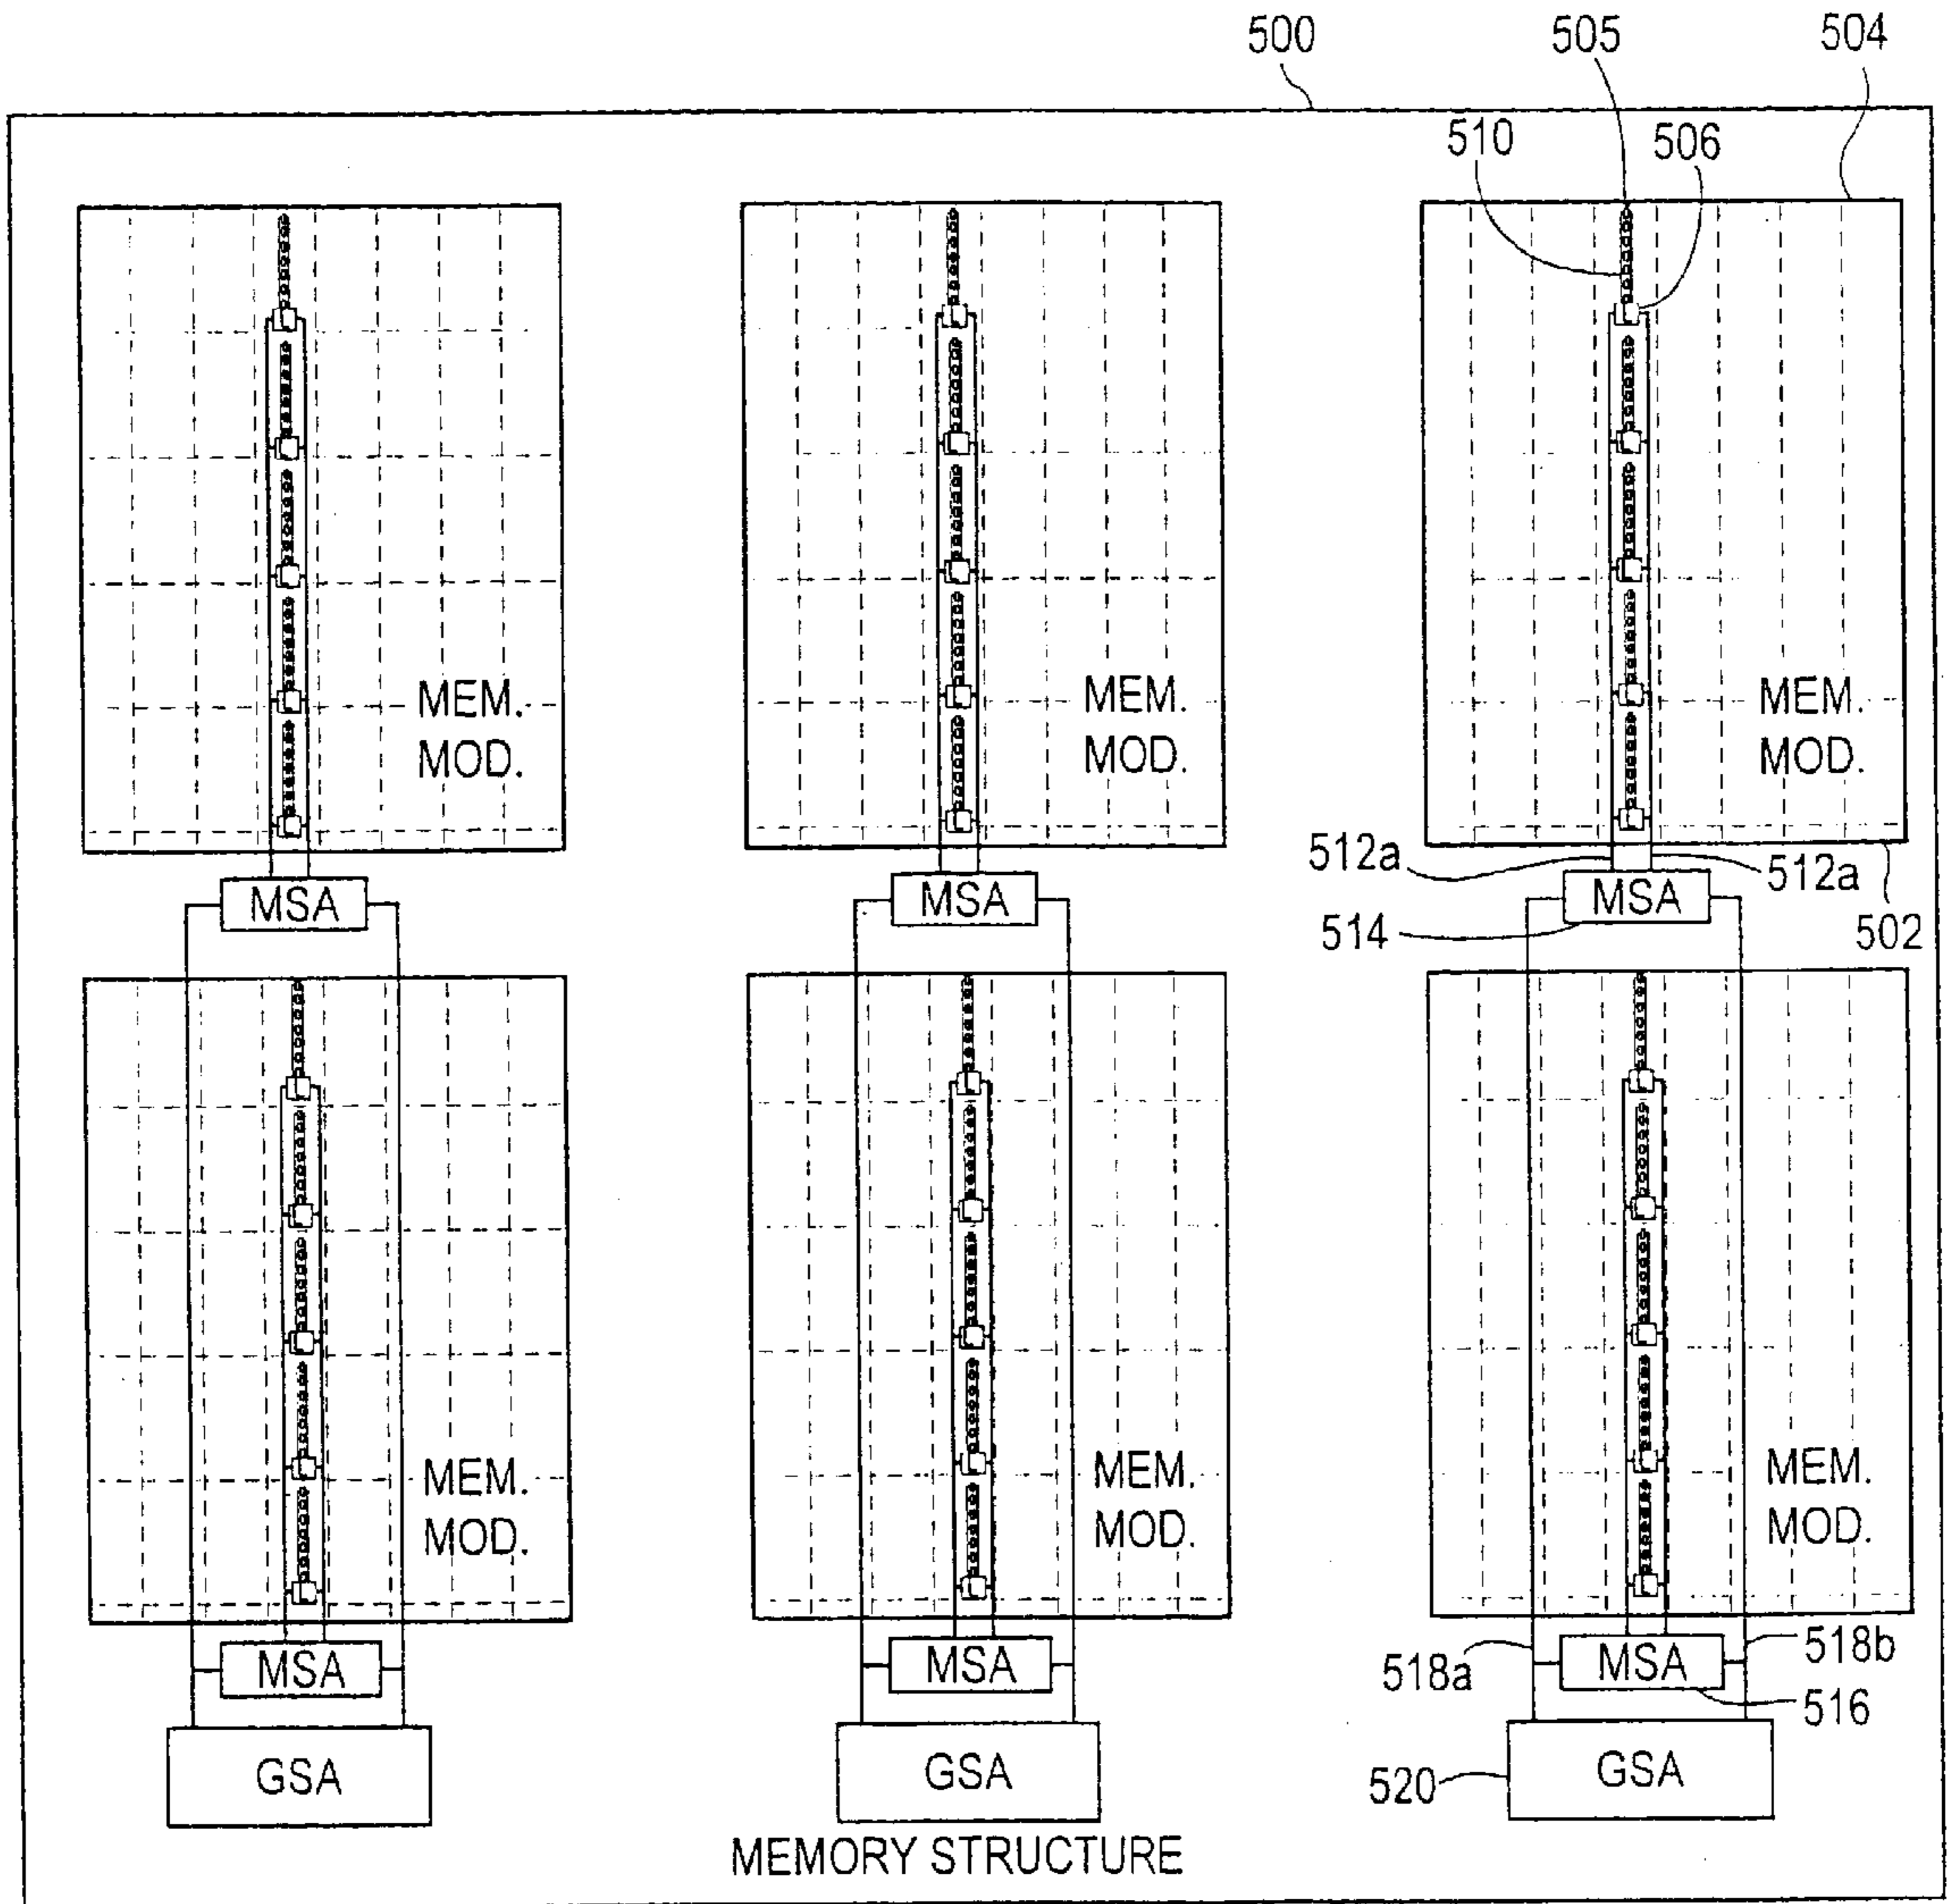 500
505
504
510
506
MEM.
MOD.
MEM.
MOD.
MEM.
MOD.
512a
512a
MSA
MSA
MSA
514
502
MEM.
MOD.
MEM.
MOD.
MEM.
MOD.
MSA
MSA
518a
MSA
518b
516
GSA
GSA
520
GSA
MEMORY STRUCTURE